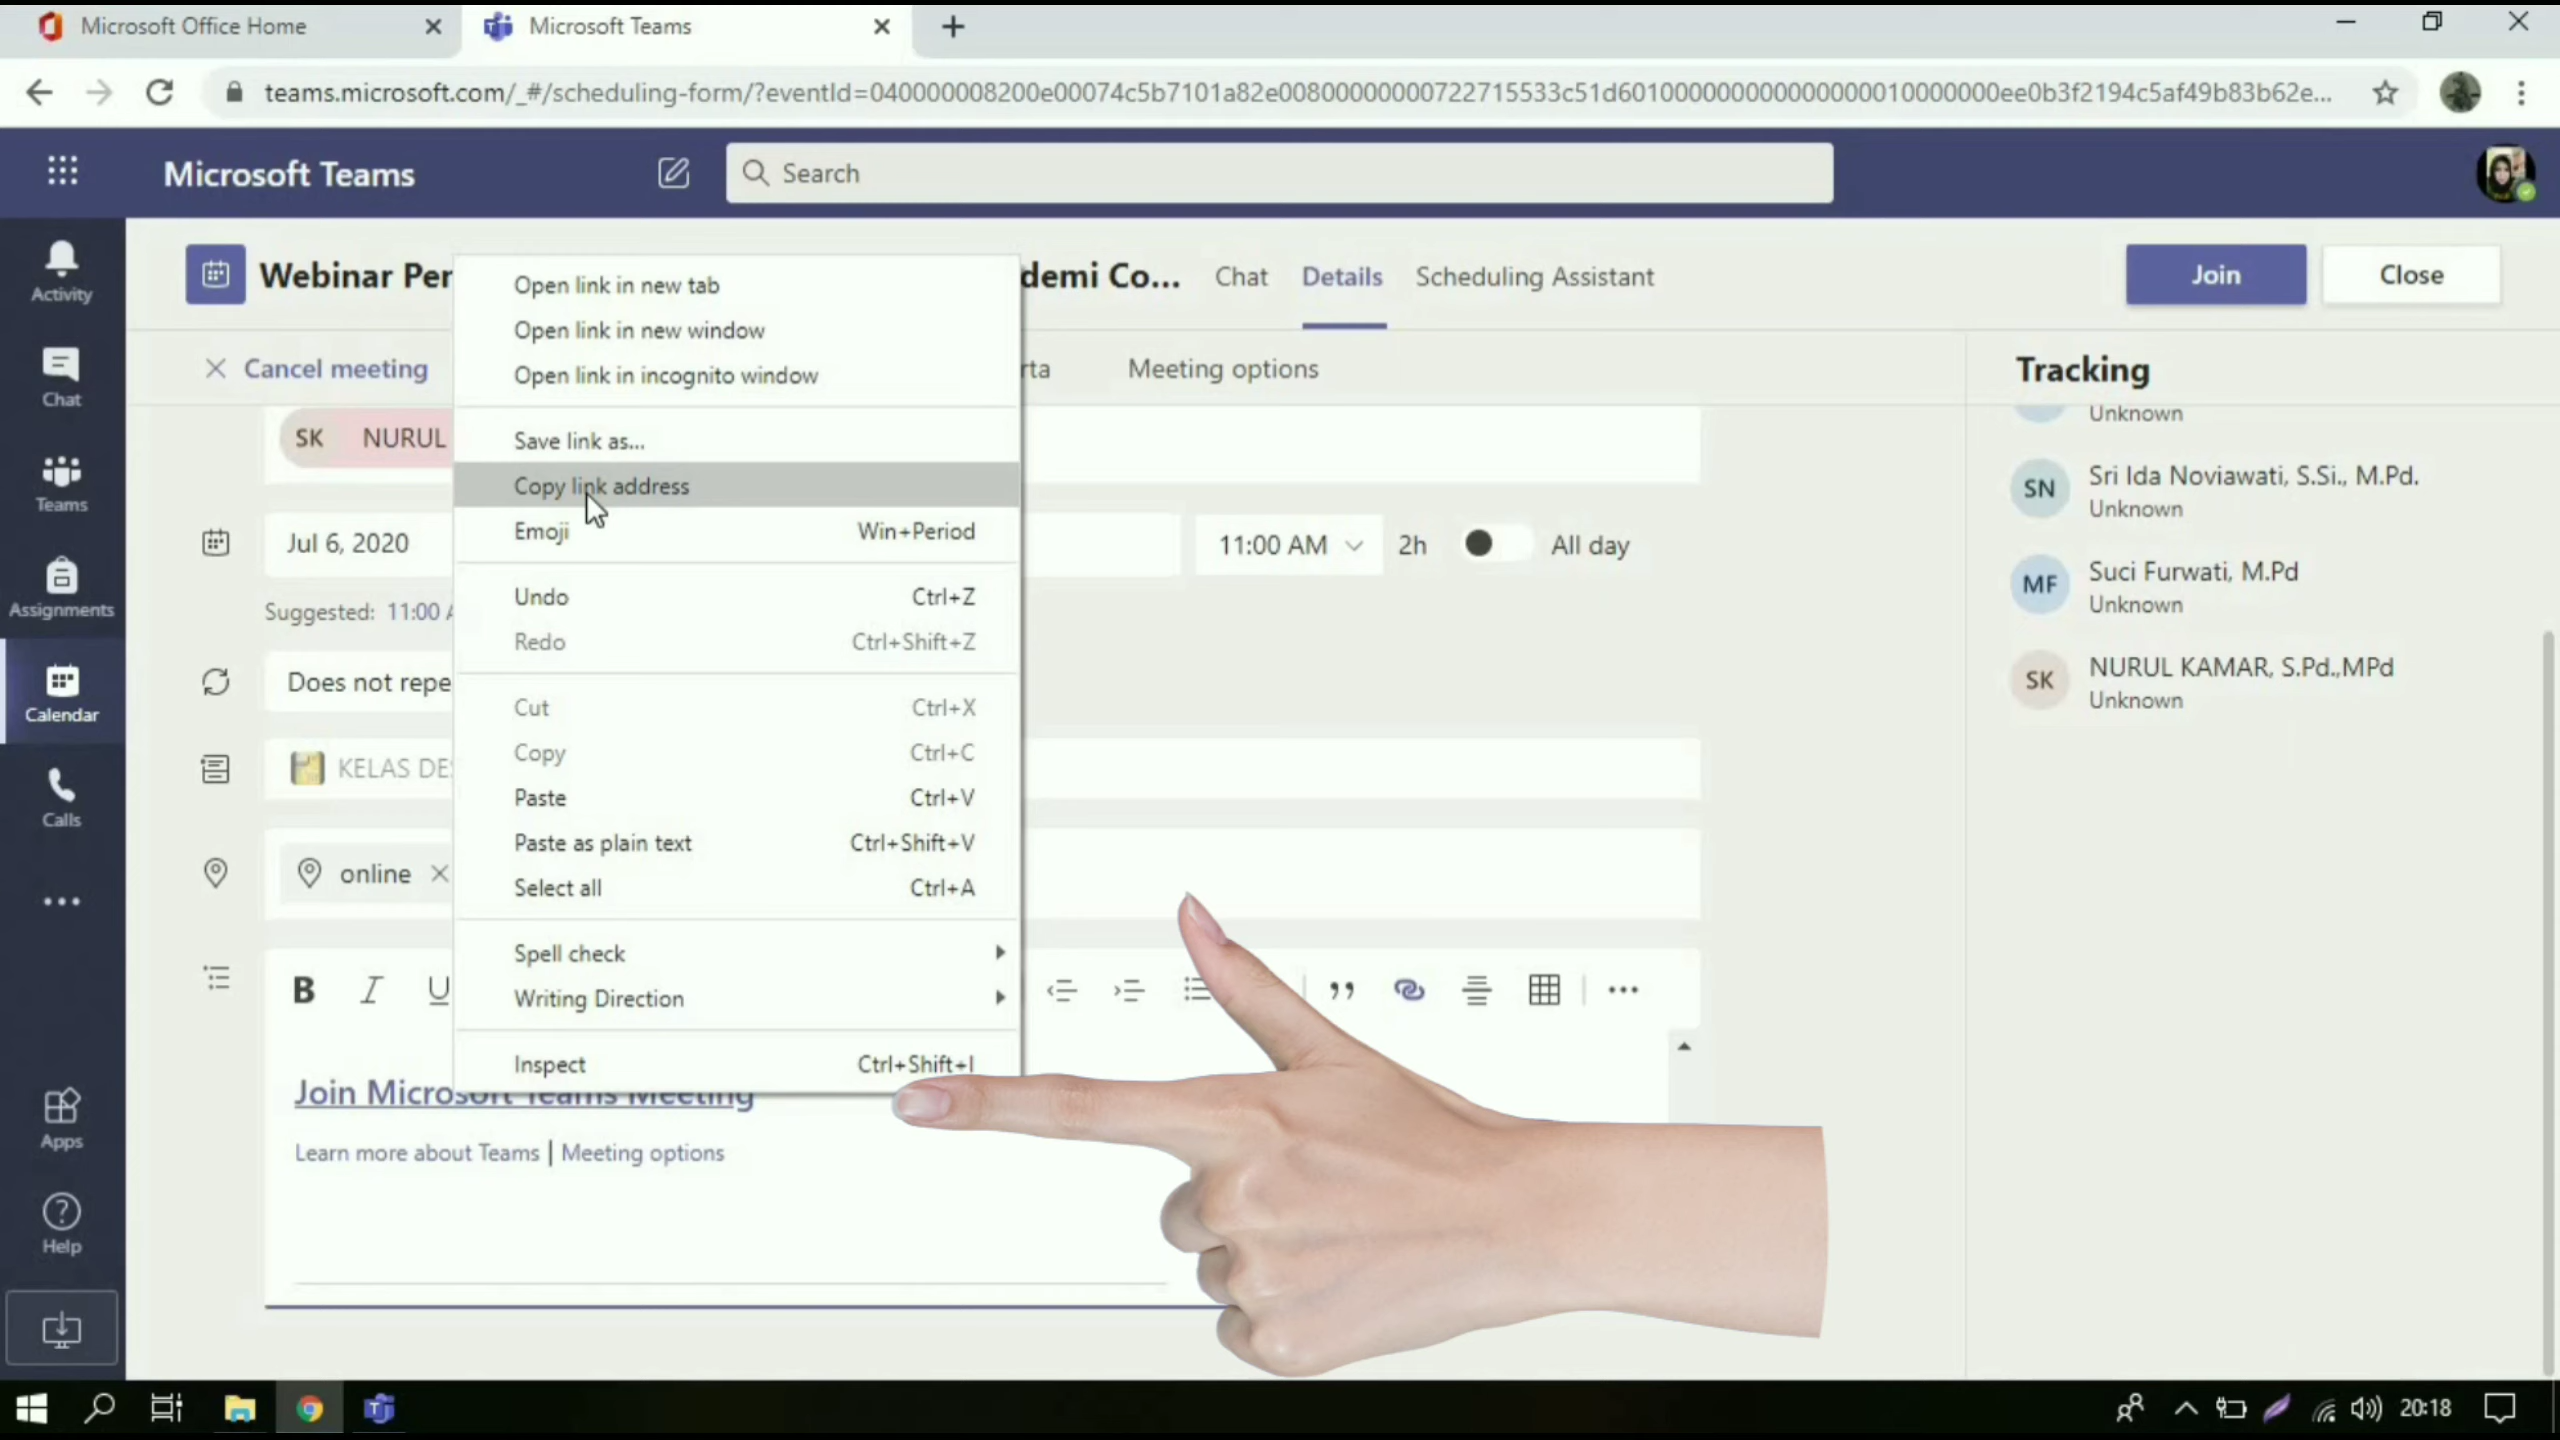 Microsoft Office Home
Microsoft Teams
teams.microsoft.com/_#/scheduling-form/?eventId=040000008200e00074c5b7101a82e00800000000722715533c51d601000000000000000010000000ee0b3f2194c5af49b83b62e...
Microsoft Teams
Search
Activity
Chat
Teams
Assignments
Calendar
Calls
Apps
Help
Webinar Per
demi Co...
Chat
Details
Scheduling Assistant
Join
Close
Cancel meeting
rta
Meeting options
SK NURUL
Jul 6, 2020
11:00 AM
2h
All day
Suggested: 11:00 A
Does not repe
KELAS DES
online
B I U
Join Microsoft Teams Meeting
Learn more about Teams | Meeting options
Open link in new tab
Open link in new window
Open link in incognito window
Save link as...
Copy link address
Emoji Win+Period
Undo Ctrl+Z
Redo Ctrl+Shift+Z
Cut Ctrl+X
Copy Ctrl+C
Paste Ctrl+V
Paste as plain text Ctrl+Shift+V
Select all Ctrl+A
Spell check
Writing Direction
Inspect Ctrl+Shift+I
Tracking
Unknown
SN Sri Ida Noviawati, S.Si., M.Pd.
Unknown
MF Suci Furwati, M.Pd
Unknown
SK NURUL KAMAR, S.Pd.,MPd
Unknown
20:18